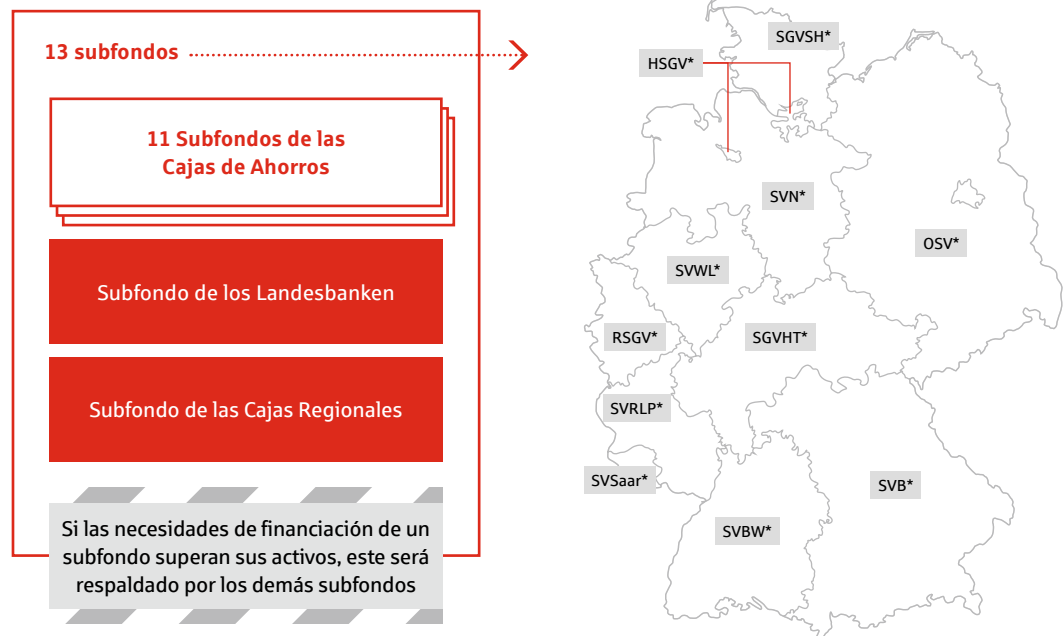 13 subfondos
11 Subfondos de las
Cajas de Ahorros
Subfondo de los Landesbanken
Subfondo de las Cajas Regionales
Si las necesidades de financiación de un
subfondo superan sus activos, este será
respaldado por los demás subfondos
SGVSH*
HSGV*
SVN*
OSV*
SVWL*
RSGV*
SGVHT*
SVRLP*
SVSaar*
SVB*
SVBW*